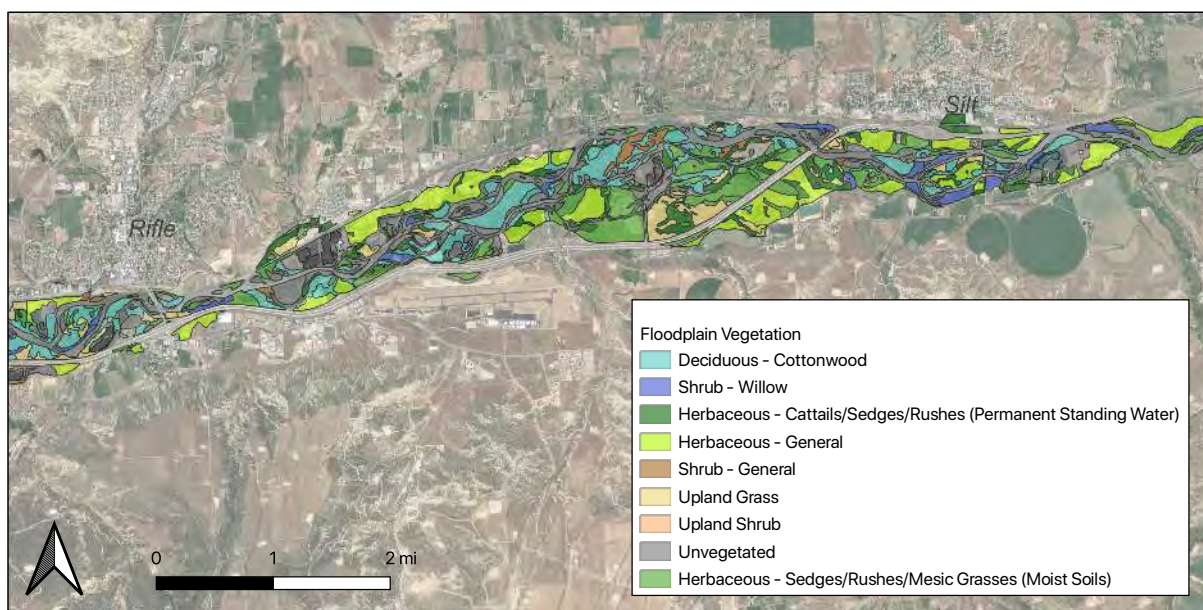 Silt
Rifle
Floodplain Vegetation
Deciduous - Cottonwood
Shrub - Willow
Herbaceous - Cattails/Sedges/Rushes (Permanent Standing Water)
Herbaceous - General
Shrub - General
Upland Grass
Upland Shrub
Unvegetated
Herbaceous - Sedges/Rushes/Mesic Grasses (Moist Soils)
0 1 2 mi